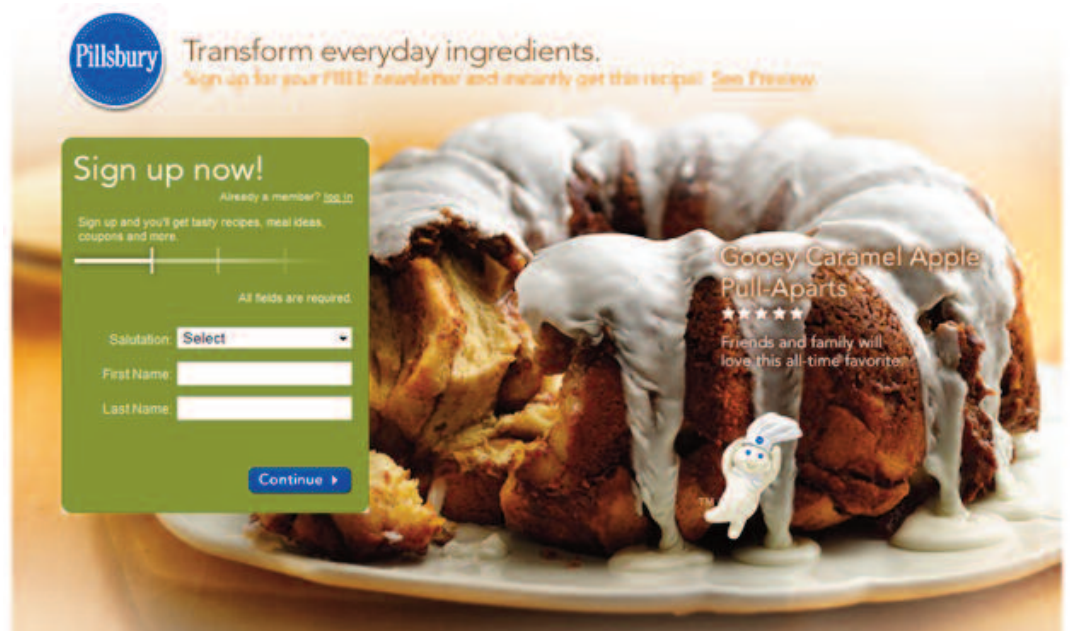 Pillsbury
Transform everyday ingredients.
Sign up for your FREE newsletter and instantly get this recipe! See Preview
Sign up now!
Already a member? log in
Sign up and you'll get tasty recipes, meal ideas,
coupons and more.
All fields are required.
Salutation: Select
First Name:
Last Name:
Continue
Gooey Caramel Apple
Pull-Aparts
Friends and family will
love this all-time favorite.
TM